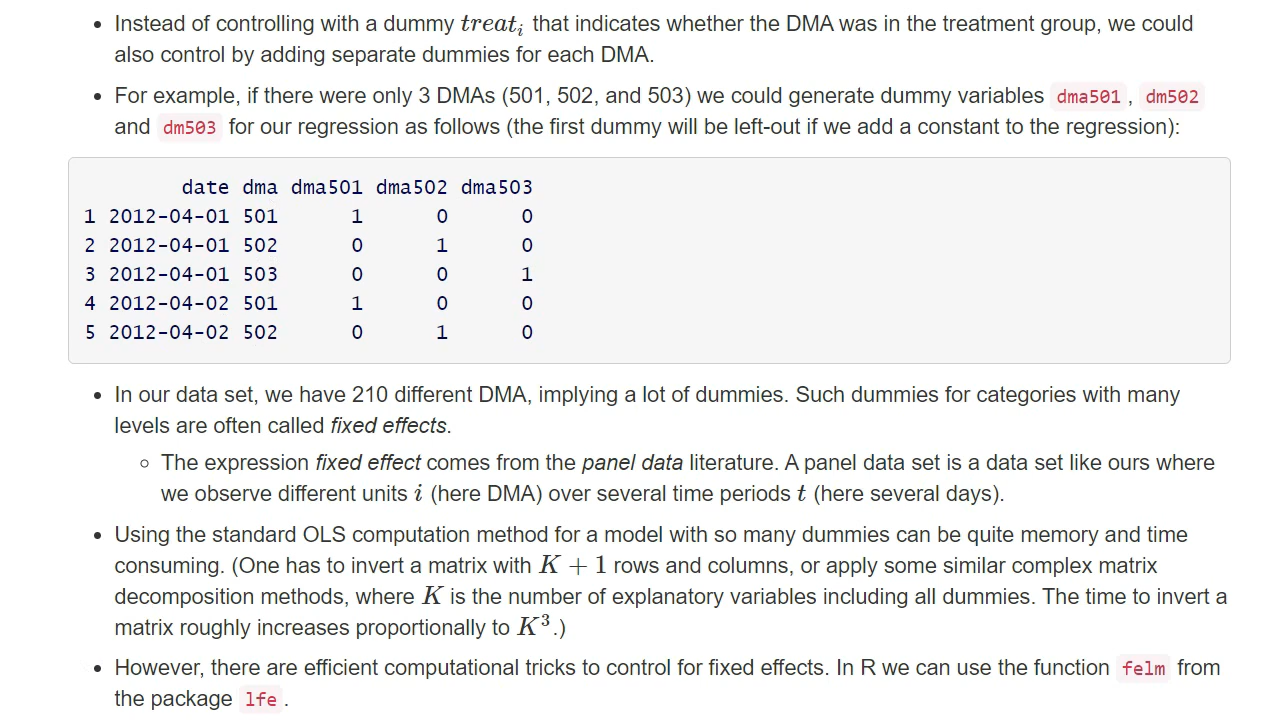 • Instead of controlling with a dummy treat_i that indicates whether the DMA was in the treatment group, we could
also control by adding separate dummies for each DMA.
• For example, if there were only 3 DMAs (501, 502, and 503) we could generate dummy variables dma501 , dm502
and dm503 for our regression as follows (the first dummy will be left-out if we add a constant to the regression):
        date dma dma501 dma502 dma503
1 2012-04-01 501      1      0      0
2 2012-04-01 502      0      1      0
3 2012-04-01 503      0      0      1
4 2012-04-02 501      1      0      0
5 2012-04-02 502      0      1      0
• In our data set, we have 210 different DMA, implying a lot of dummies. Such dummies for categories with many
levels are often called fixed effects.
◦ The expression fixed effect comes from the panel data literature. A panel data set is a data set like ours where
we observe different units i (here DMA) over several time periods t (here several days).
• Using the standard OLS computation method for a model with so many dummies can be quite memory and time
consuming. (One has to invert a matrix with K + 1 rows and columns, or apply some similar complex matrix
decomposition methods, where K is the number of explanatory variables including all dummies. The time to invert a
matrix roughly increases proportionally to K³.)
• However, there are efficient computational tricks to control for fixed effects. In R we can use the function felm from
the package lfe .